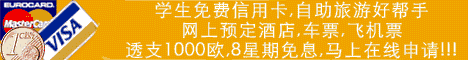 EUROCARD.
MasterCard
VISA
学生免费信用卡,自助旅游好帮手
网上预定酒店,车票,飞机票
透支1000欧,8星期免息,马上在线申请!!!